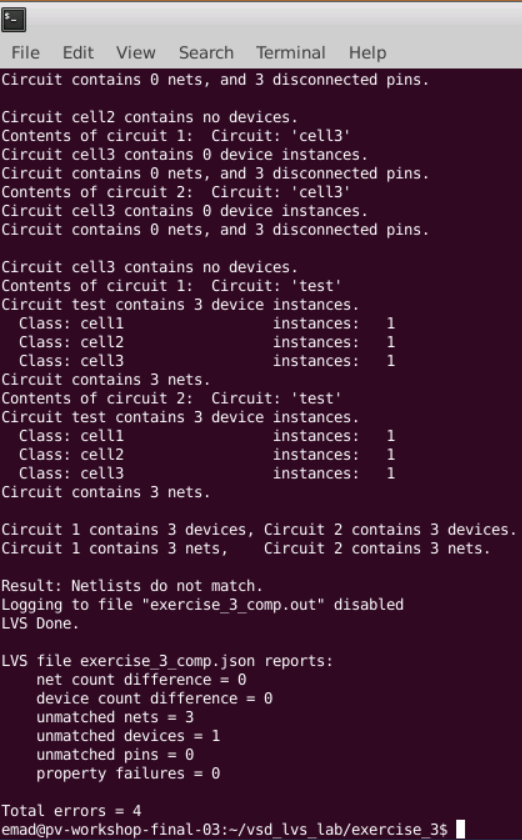 File Edit View Search Terminal Help
Circuit contains 0 nets, and 3 disconnected pins.
Circuit cell2 contains no devices.
Contents of circuit 1:  Circuit: 'cell3'
Circuit cell3 contains 0 device instances.
Circuit contains 0 nets, and 3 disconnected pins.
Contents of circuit 2:  Circuit: 'cell3'
Circuit cell3 contains 0 device instances.
Circuit contains 0 nets, and 3 disconnected pins.
Circuit cell3 contains no devices.
Contents of circuit 1:  Circuit: 'test'
Circuit test contains 3 device instances.
  Class: cell1                 instances:   1
  Class: cell2                 instances:   1
  Class: cell3                 instances:   1
Circuit contains 3 nets.
Contents of circuit 2:  Circuit: 'test'
Circuit test contains 3 device instances.
  Class: cell1                 instances:   1
  Class: cell2                 instances:   1
  Class: cell3                 instances:   1
Circuit contains 3 nets.
Circuit 1 contains 3 devices, Circuit 2 contains 3 devices.
Circuit 1 contains 3 nets,    Circuit 2 contains 3 nets.
Result: Netlists do not match.
Logging to file "exercise_3_comp.out" disabled
LVS Done.
LVS file exercise_3_comp.json reports:
    net count difference = 0
    device count difference = 0
    unmatched nets = 3
    unmatched devices = 1
    unmatched pins = 0
    property failures = 0
Total errors = 4
emad@pv-workshop-final-03:~/vsd_lvs_lab/exercise_3$